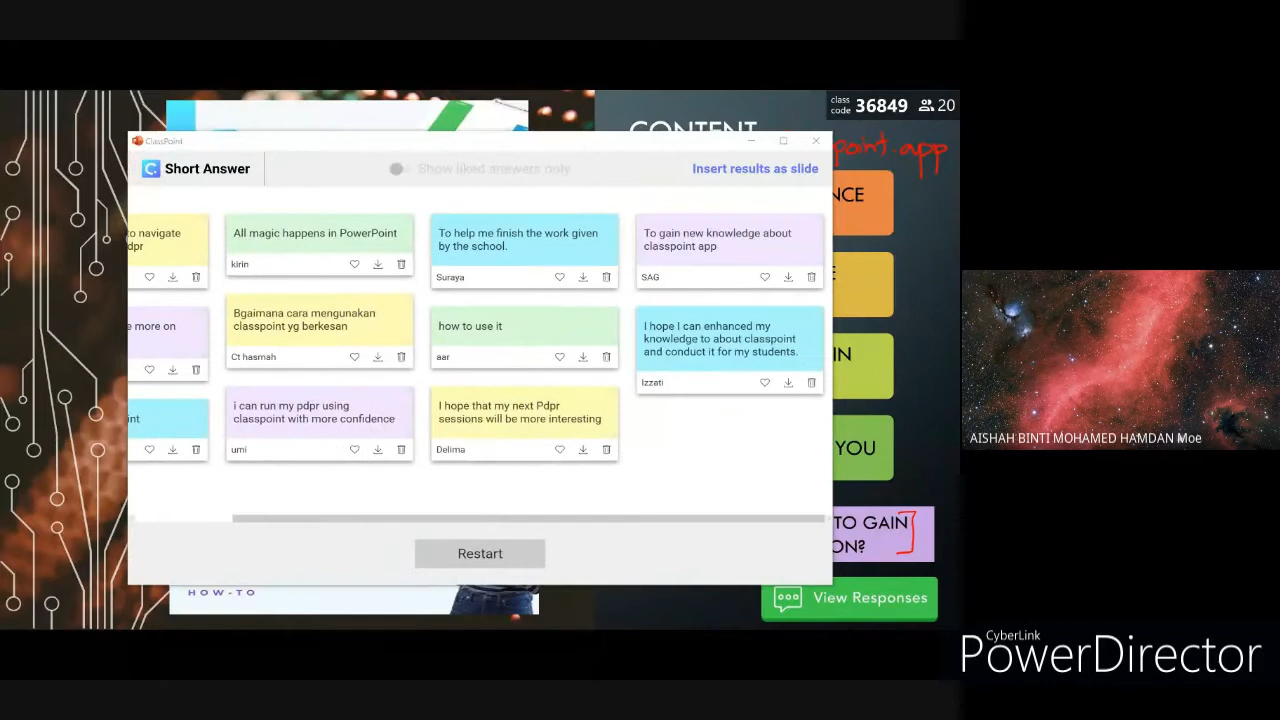 class
code 36849 20
CONTENT
ClassPoint
point.app
Short Answer
Show liked answers only
Insert results as slide
NCE
to navigate
dpr
All magic happens in PowerPoint
kirin
To help me finish the work given
by the school.
Suraya
To gain new knowledge about
classpoint app
SAG
E
e more on
Bgaimana cara mengunakan
classpoint yg berkesan
Ct hasmah
how to use it
aar
I hope I can enhanced my
knowledge to about classpoint
and conduct it for my students.
Izzati
IN
int
i can run my pdpr using
classpoint with more confidence
umi
I hope that my next Pdpr
sessions will be more interesting
Delima
YOU
AISHAH BINTI MOHAMED HAMDAN Moe
TO GAIN
ON?
Restart
HOW-TO
View Responses
CyberLink
PowerDirector